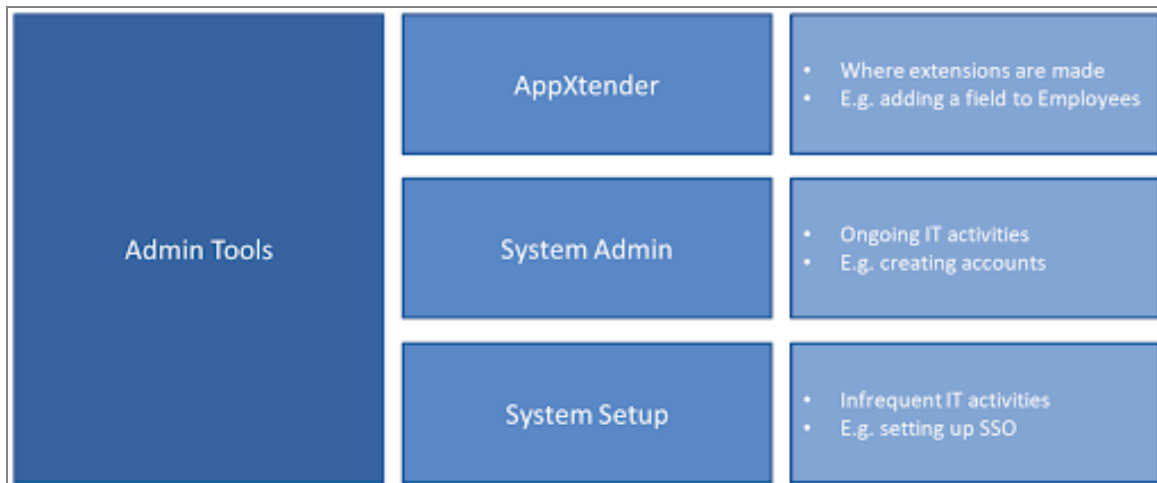 Admin Tools
AppXtender
• Where extensions are made
• E.g. adding a field to Employees
System Admin
• Ongoing IT activities
• E.g. creating accounts
System Setup
• Infrequent IT activities
• E.g. setting up SSO